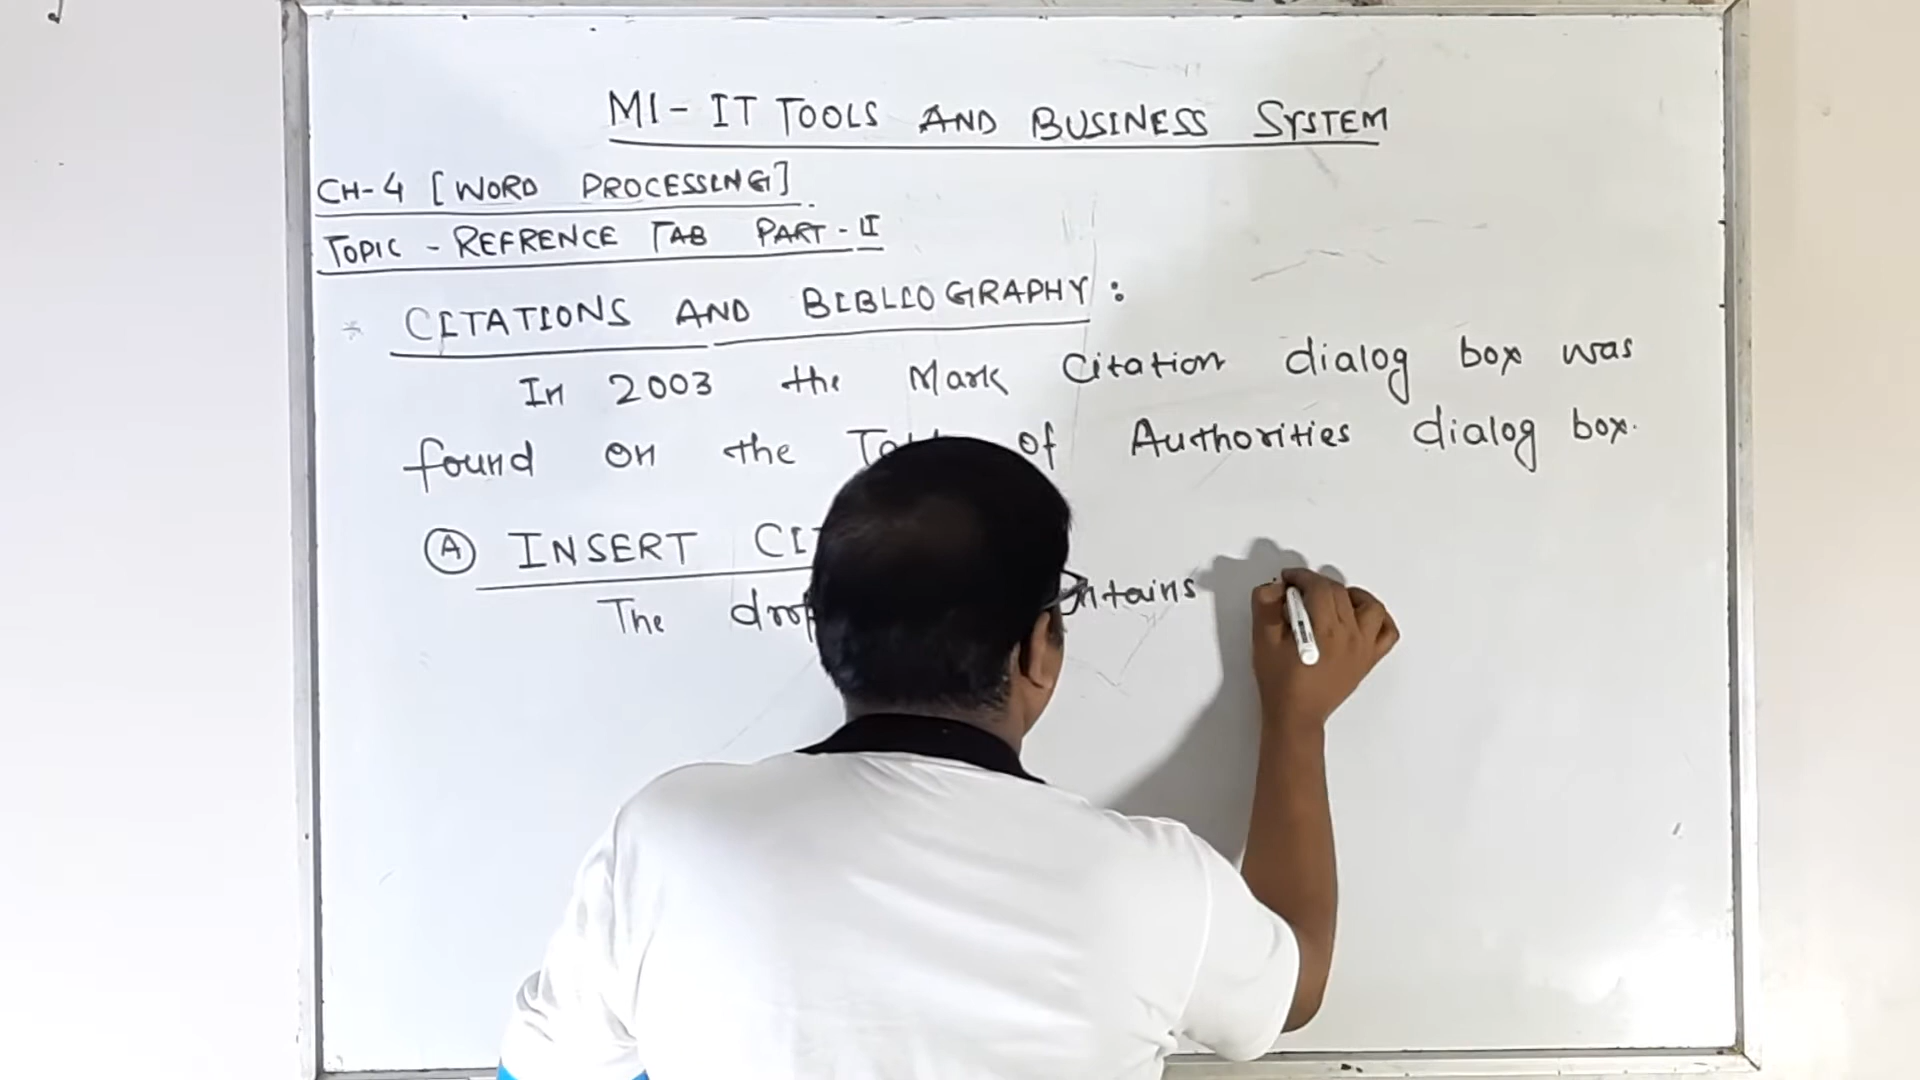 M1 - IT TOOLS AND BUSINESS SYSTEM
CH-4 [WORD PROCESSING]
TOPIC - REFRENCE TAB PART - II
* CITATIONS AND BIBLIOGRAPHY :
In 2003 the Mark Citation dialog box was
found on the of Authorities dialog box.
Ⓐ INSERT
The